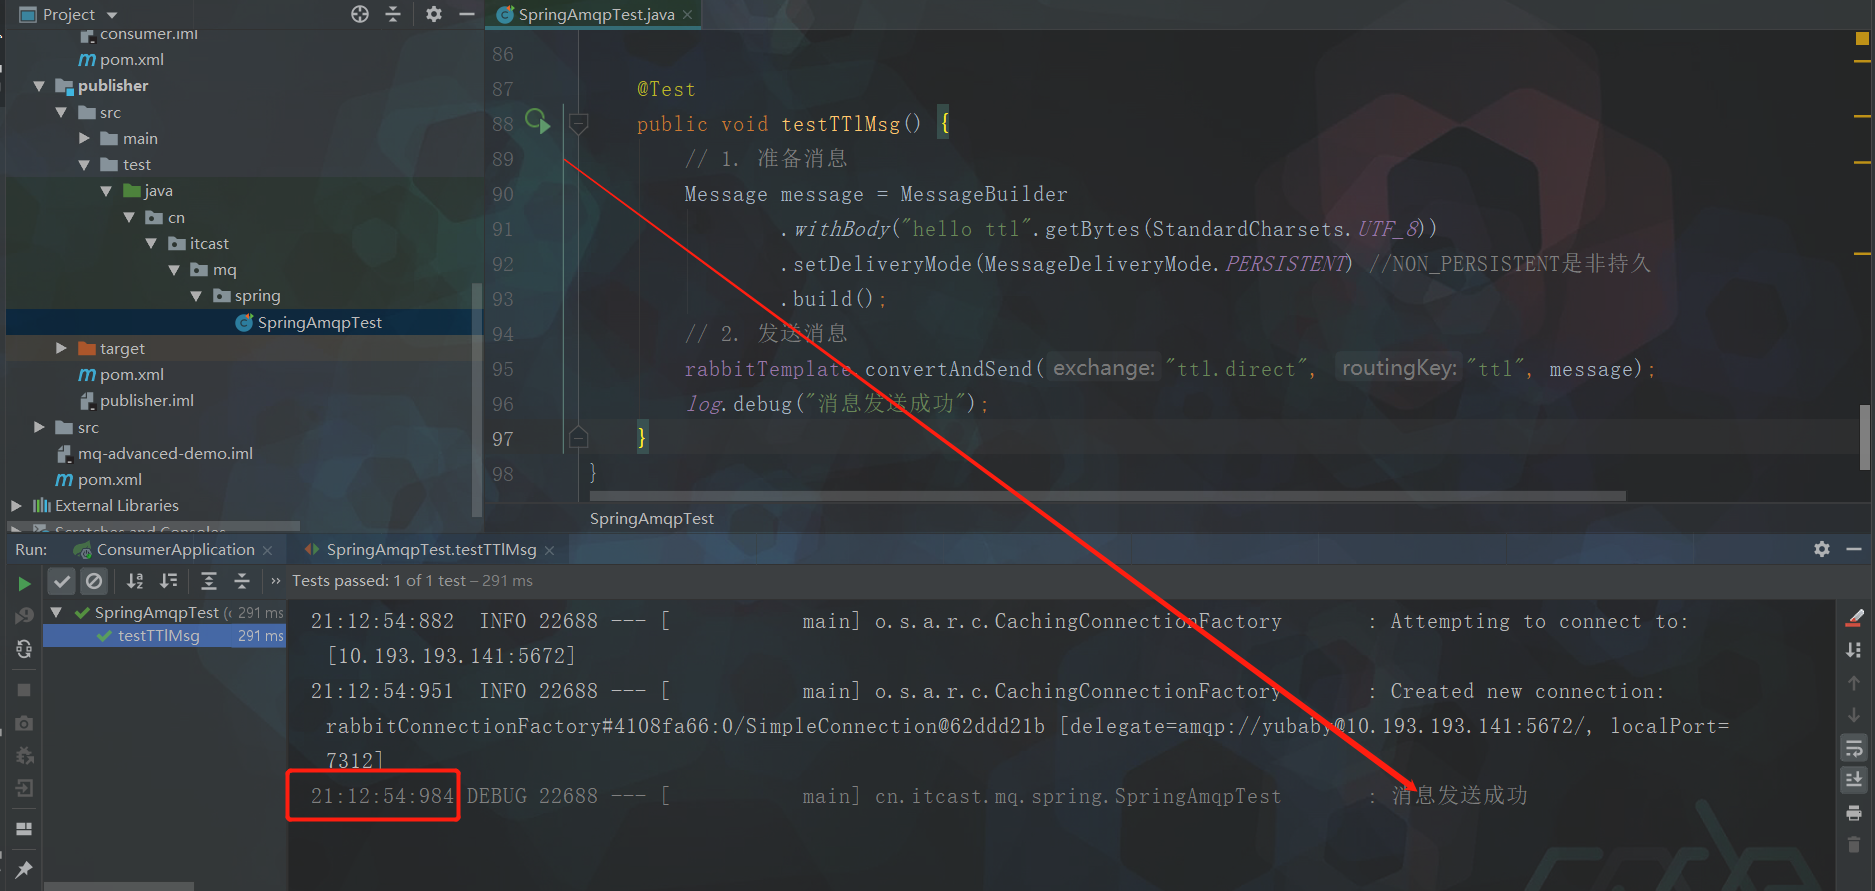 Project
SpringAmqpTest.java
consumer.iml
pom.xml
publisher
src
main
test
java
cn
itcast
mq
spring
SpringAmqpTest
target
pom.xml
publisher.iml
src
mq-advanced-demo.iml
pom.xml
External Libraries
Scratches and Consoles
86
87 @Test
88 public void testTTlMsg() {
89 // 1. 准备消息
90 Message message = MessageBuilder
91 .withBody("hello ttl".getBytes(StandardCharsets.UTF_8))
92 .setDeliveryMode(MessageDeliveryMode.PERSISTENT) //NON_PERSISTENT是非持久
93 .build();
94 // 2. 发送消息
95 rabbitTemplate.convertAndSend( exchange: "ttl.direct", routingKey: "ttl", message);
96 log.debug("消息发送成功");
97 }
98 }
SpringAmqpTest
Run: ConsumerApplication SpringAmqpTest.testTTlMsg
Tests passed: 1 of 1 test – 291 ms
SpringAmqpTest (c 291 ms
testTTlMsg 291 ms
21:12:54:882 INFO 22688 --- [ main] o.s.a.r.c.CachingConnectionFactory : Attempting to connect to:
[10.193.193.141:5672]
21:12:54:951 INFO 22688 --- [ main] o.s.a.r.c.CachingConnectionFactory : Created new connection:
rabbitConnectionFactory#4108fa66:0/SimpleConnection@62ddd21b [delegate=amqp://yubaby@10.193.193.141:5672/, localPort=
7312]
21:12:54:984 DEBUG 22688 --- [ main] cn.itcast.mq.spring.SpringAmqpTest : 消息发送成功